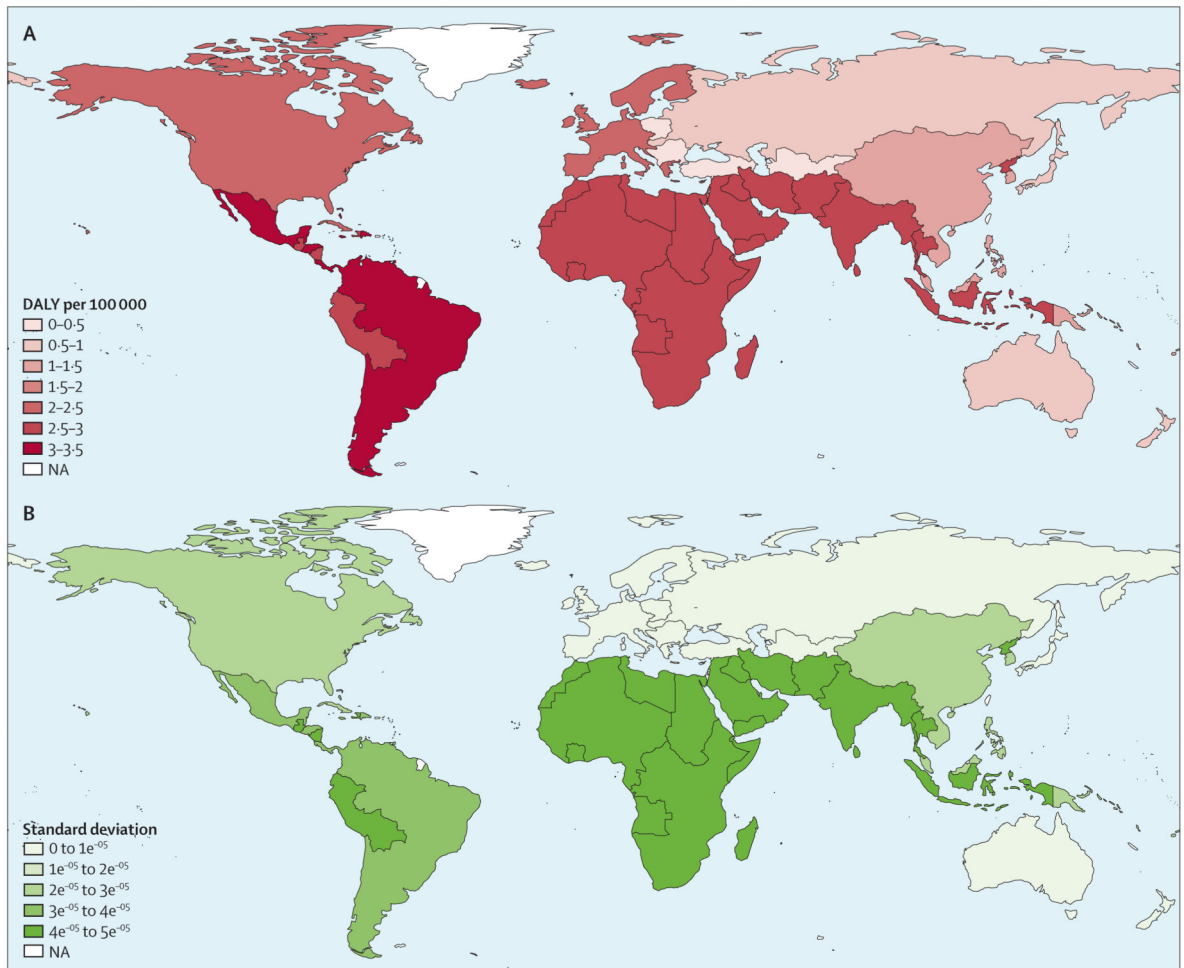 A
DALY per 100 000
0–0·5
0·5–1
1–1·5
1·5–2
2–2·5
2·5–3
3–3·5
NA
B
Standard deviation
0 to 1e⁻⁰⁵
1e⁻⁰⁵ to 2e⁻⁰⁵
2e⁻⁰⁵ to 3e⁻⁰⁵
3e⁻⁰⁵ to 4e⁻⁰⁵
4e⁻⁰⁵ to 5e⁻⁰⁵
NA